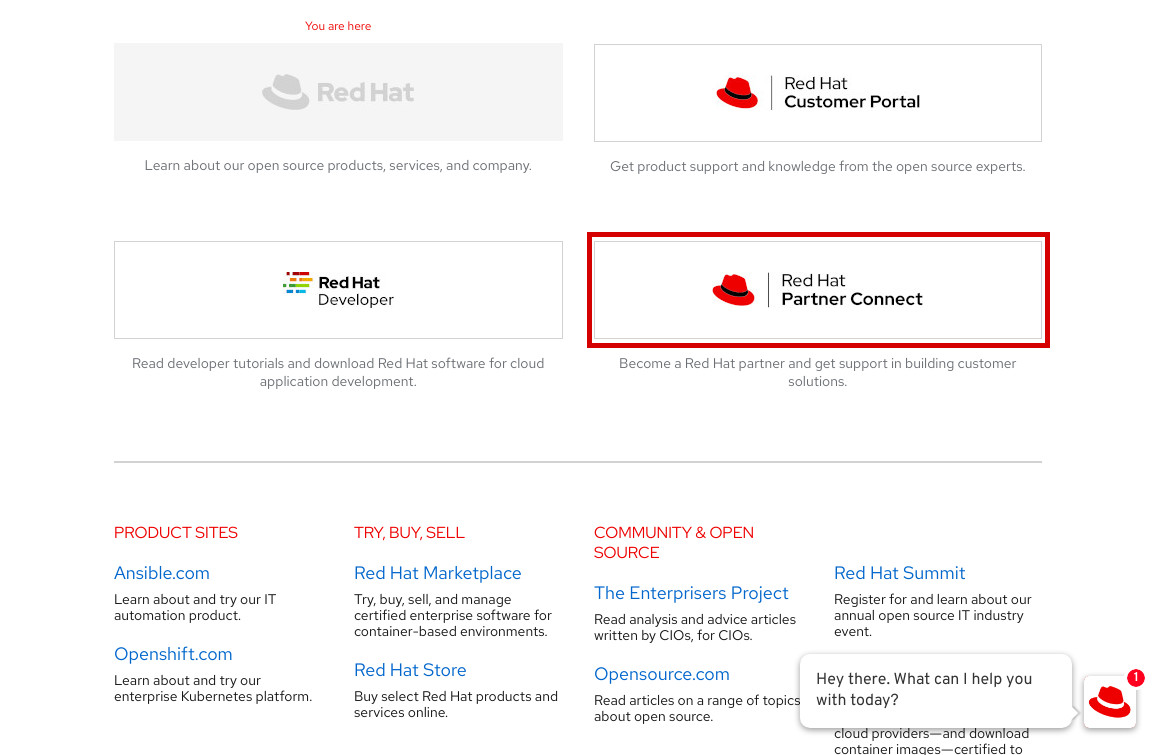 You are here
Red Hat
Learn about our open source products, services, and company.
Red Hat
Customer Portal
Get product support and knowledge from the open source experts.
Red Hat
Developer
Read developer tutorials and download Red Hat software for cloud
application development.
Red Hat
Partner Connect
Become a Red Hat partner and get support in building customer
solutions.
PRODUCT SITES
Ansible.com
Learn about and try our IT
automation product.
Openshift.com
Learn about and try our
enterprise Kubernetes platform.
TRY, BUY, SELL
Red Hat Marketplace
Try, buy, sell, and manage
certified enterprise software for
container-based environments.
Red Hat Store
Buy select Red Hat products and
services online.
COMMUNITY & OPEN
SOURCE
The Enterprisers Project
Read analysis and advice articles
written by CIOs, for CIOs.
Opensource.com
Read articles on a range of topics
about open source.
Red Hat Summit
Register for and learn about our
annual open source IT industry
event.
cloud providers—and download
container images—certified to
Hey there. What can I help you
with today?
1